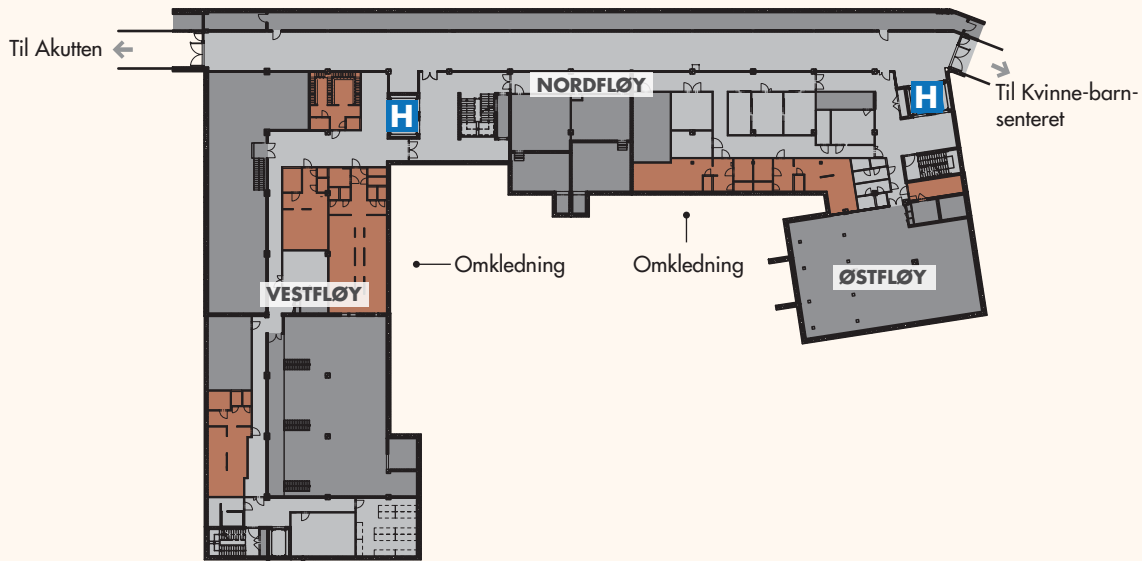 Til Akutten
NORDFLØY
H
H
Til Kvinne-barn-
senteret
Omkledning
Omkledning
VESTFLØY
ØSTFLØY